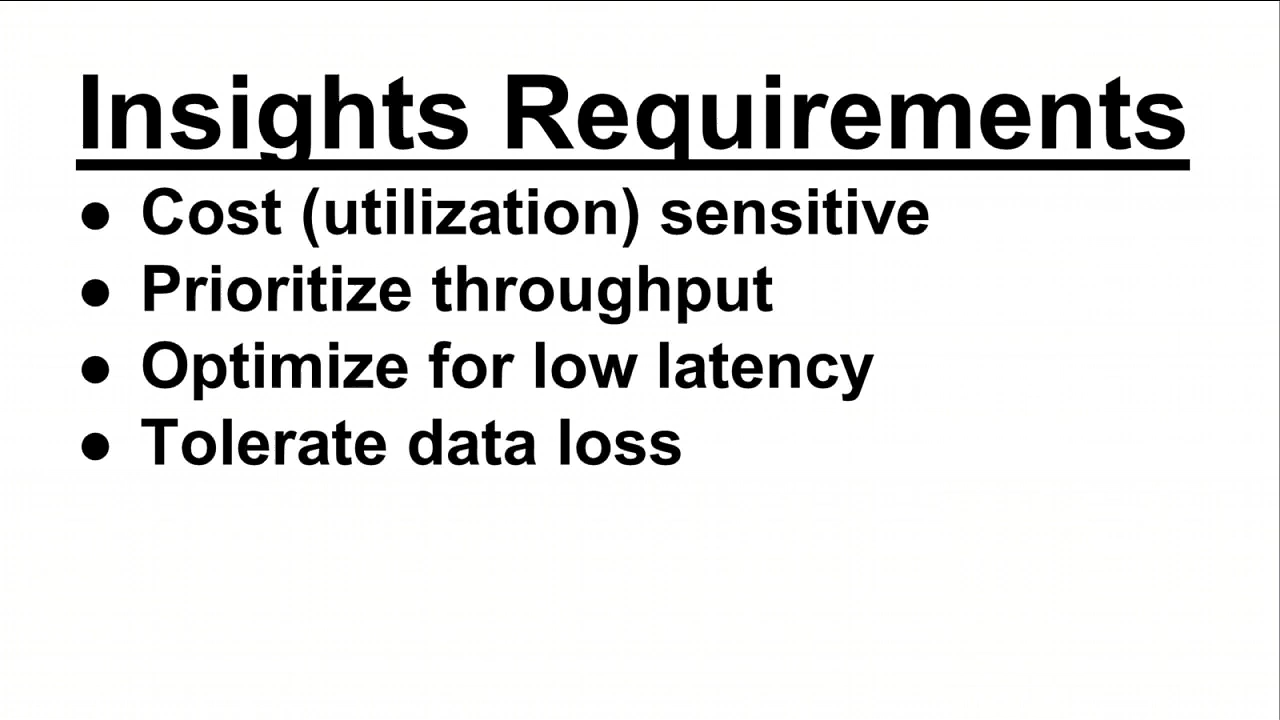 Insights Requirements
● Cost (utilization) sensitive
● Prioritize throughput
● Optimize for low latency
● Tolerate data loss